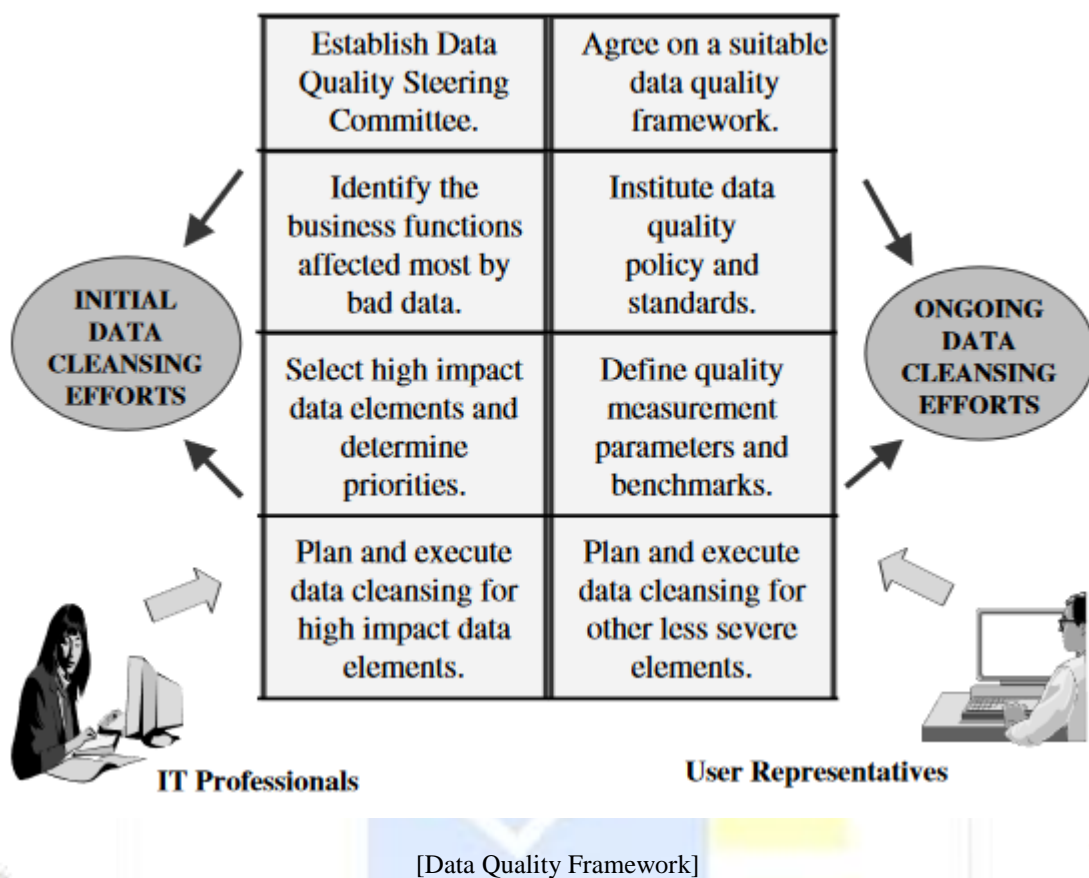 Establish Data
Quality Steering
Committee.
Agree on a suitable
data quality
framework.
Identify the
business functions
affected most by
bad data.
Institute data
quality
policy and
standards.
INITIAL
DATA
CLEANSING
EFFORTS
ONGOING
DATA
CLEANSING
EFFORTS
Select high impact
data elements and
determine
priorities.
Define quality
measurement
parameters and
benchmarks.
Plan and execute
data cleansing for
high impact data
elements.
Plan and execute
data cleansing for
other less severe
elements.
IT Professionals
User Representatives
[Data Quality Framework]